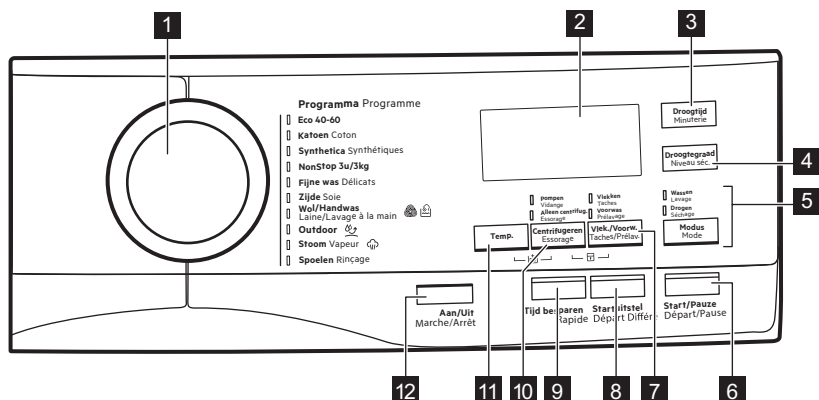 1
2
3
Programma Programme
Eco 40-60
Katoen Coton
Synthetica Synthétiques
NonStop 3u/3kg
Fijne was Délicats
Zijde Soie
Wol/Handwas
Laine/Lavage à la main
Outdoor
Stoom Vapeur
Spoelen Rinçage
Droogtijd
Minuterie
Droogtegraad
Niveau séc.
4
Pompen
Vidange
Alleen centrifug.
Essorage
Vlekken
Taches
Voorwas
Prélavage
Wassen
Lavage
Drogen
Séchage
5
Temp.
Centrifugeren
Essorage
Vlek./Voorw.
Taches/Prélav.
Modus
Mode
Aan/Uit
Marche/Arrêt
Tijd besparen
Rapide
Startuitstel
Départ Différé
Start/Pauze
Départ/Pause
12
11
10
9
8
7
6